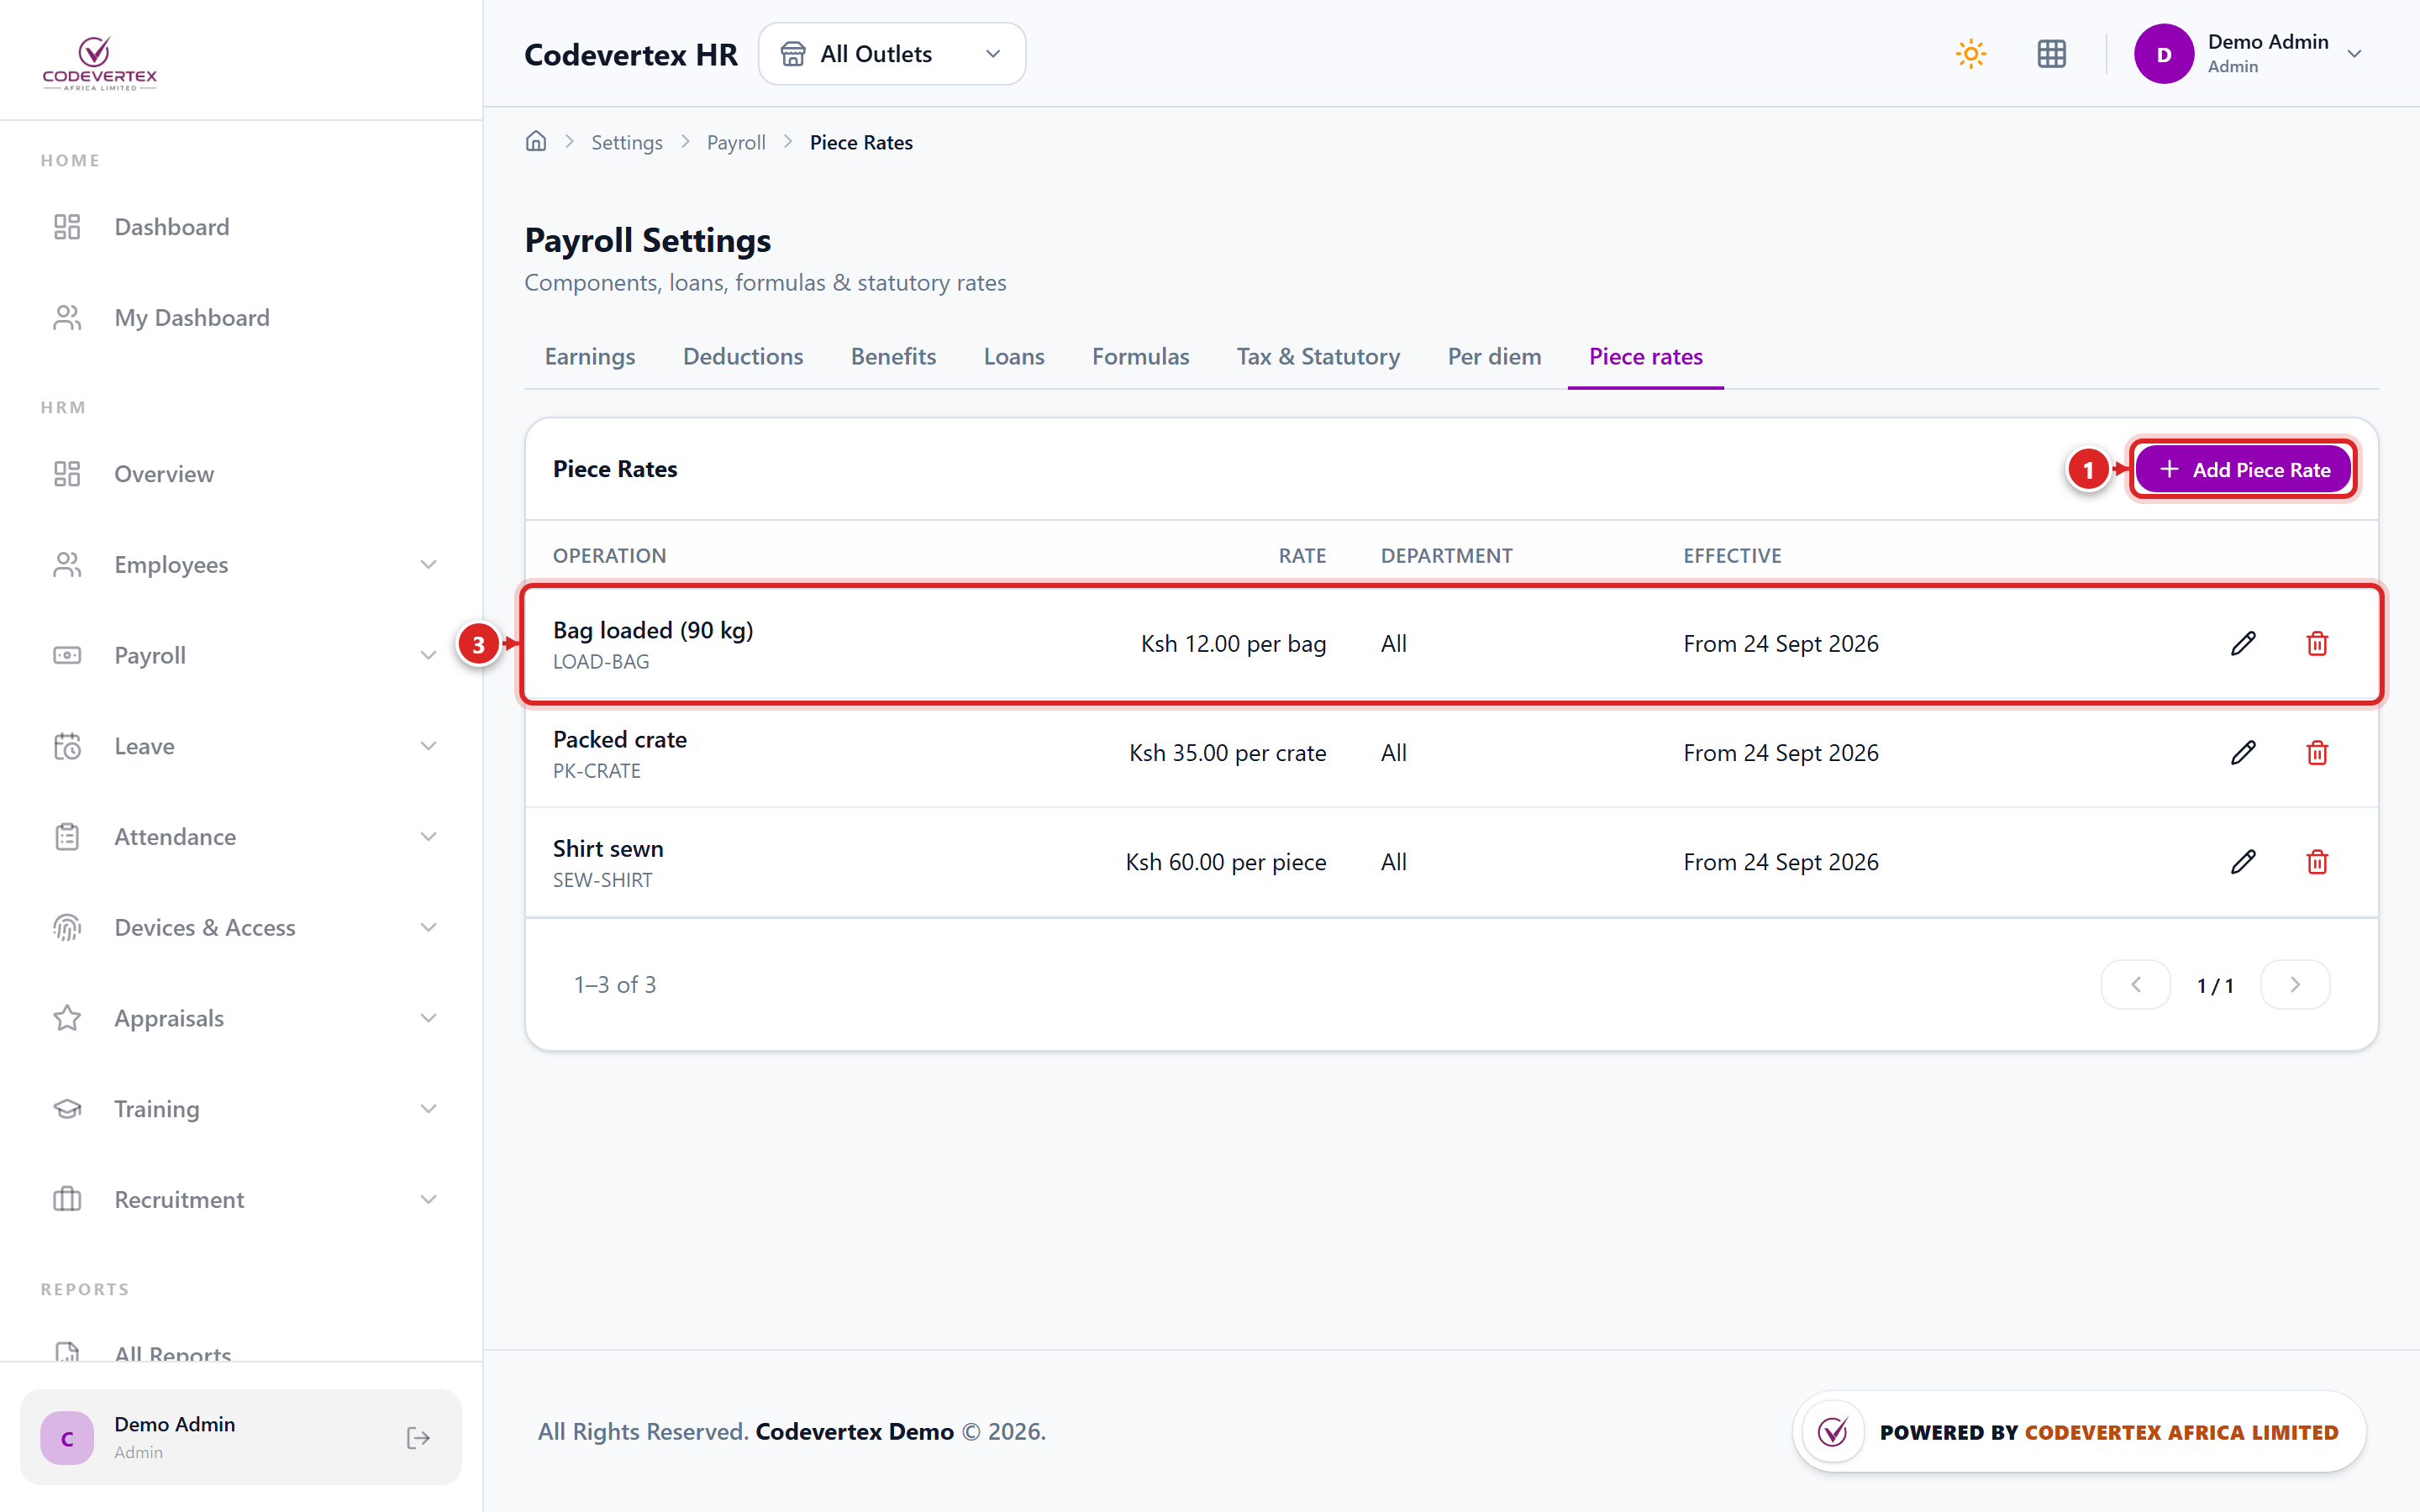 CODEVERTEX
AFRICA LIMITED
HOME
Dashboard
My Dashboard
HRM
Overview
Employees
Payroll
Leave
Attendance
Devices & Access
Appraisals
Training
Recruitment
REPORTS
All Reports
C
Demo Admin
Admin
Codevertex HR
All Outlets
D
Demo Admin
Admin
Settings
Payroll
Piece Rates
Payroll Settings
Components, loans, formulas & statutory rates
Earnings
Deductions
Benefits
Loans
Formulas
Tax & Statutory
Per diem
Piece rates
Piece Rates
1
Add Piece Rate
OPERATION RATE DEPARTMENT EFFECTIVE
3
Bag loaded (90 kg)
LOAD-BAG
Ksh 12.00 per bag
All
From 24 Sept 2026
Packed crate
PK-CRATE
Ksh 35.00 per crate
All
From 24 Sept 2026
Shirt sewn
SEW-SHIRT
Ksh 60.00 per piece
All
From 24 Sept 2026
1–3 of 3
1 / 1
All Rights Reserved. Codevertex Demo © 2026.
POWERED BY CODEVERTEX AFRICA LIMITED